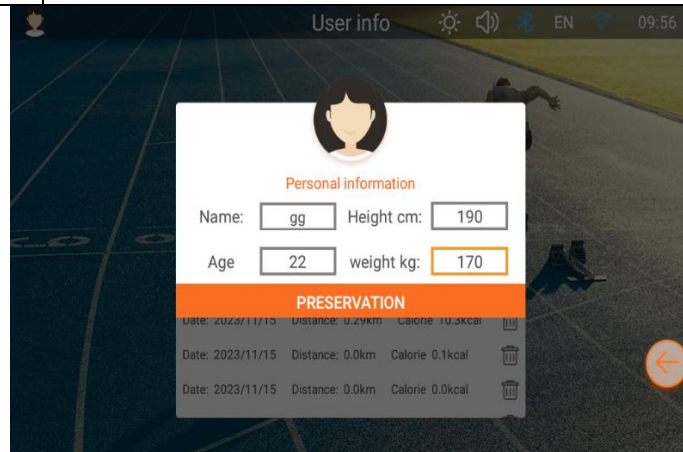 User info EN 09:56
Personal information
Name: gg Height cm: 190
Age 22 weight kg: 170
PRESERVATION
Date: 2023/11/15 Distance: 0.29km Calorie 10.3kcal
Date: 2023/11/15 Distance: 0.0km Calorie 0.1kcal
Date: 2023/11/15 Distance: 0.0km Calorie 0.0kcal